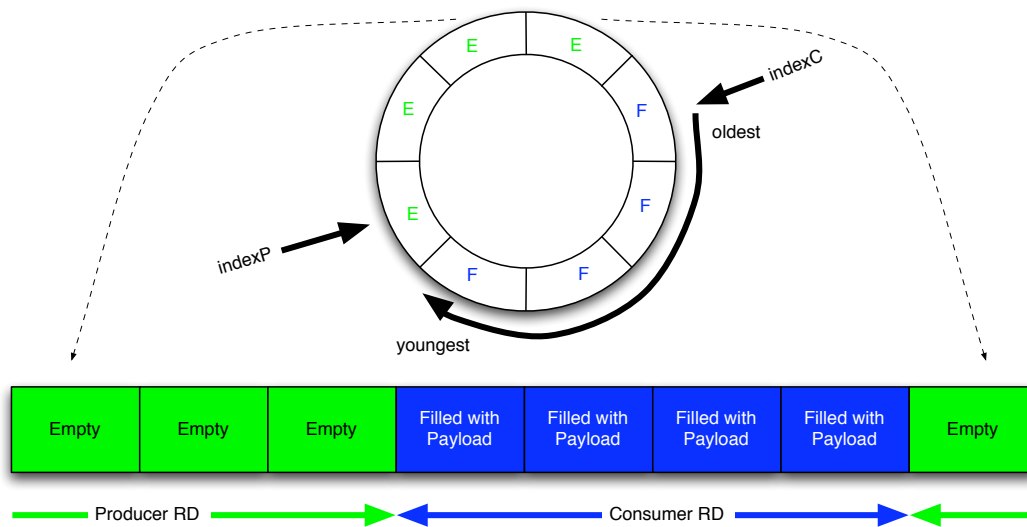 E
E
indexC
E
F
oldest
F
E
indexP
F
F
youngest
Empty
Empty
Empty
Filled with
Payload
Filled with
Payload
Filled with
Payload
Filled with
Payload
Empty
Producer RD
Consumer RD